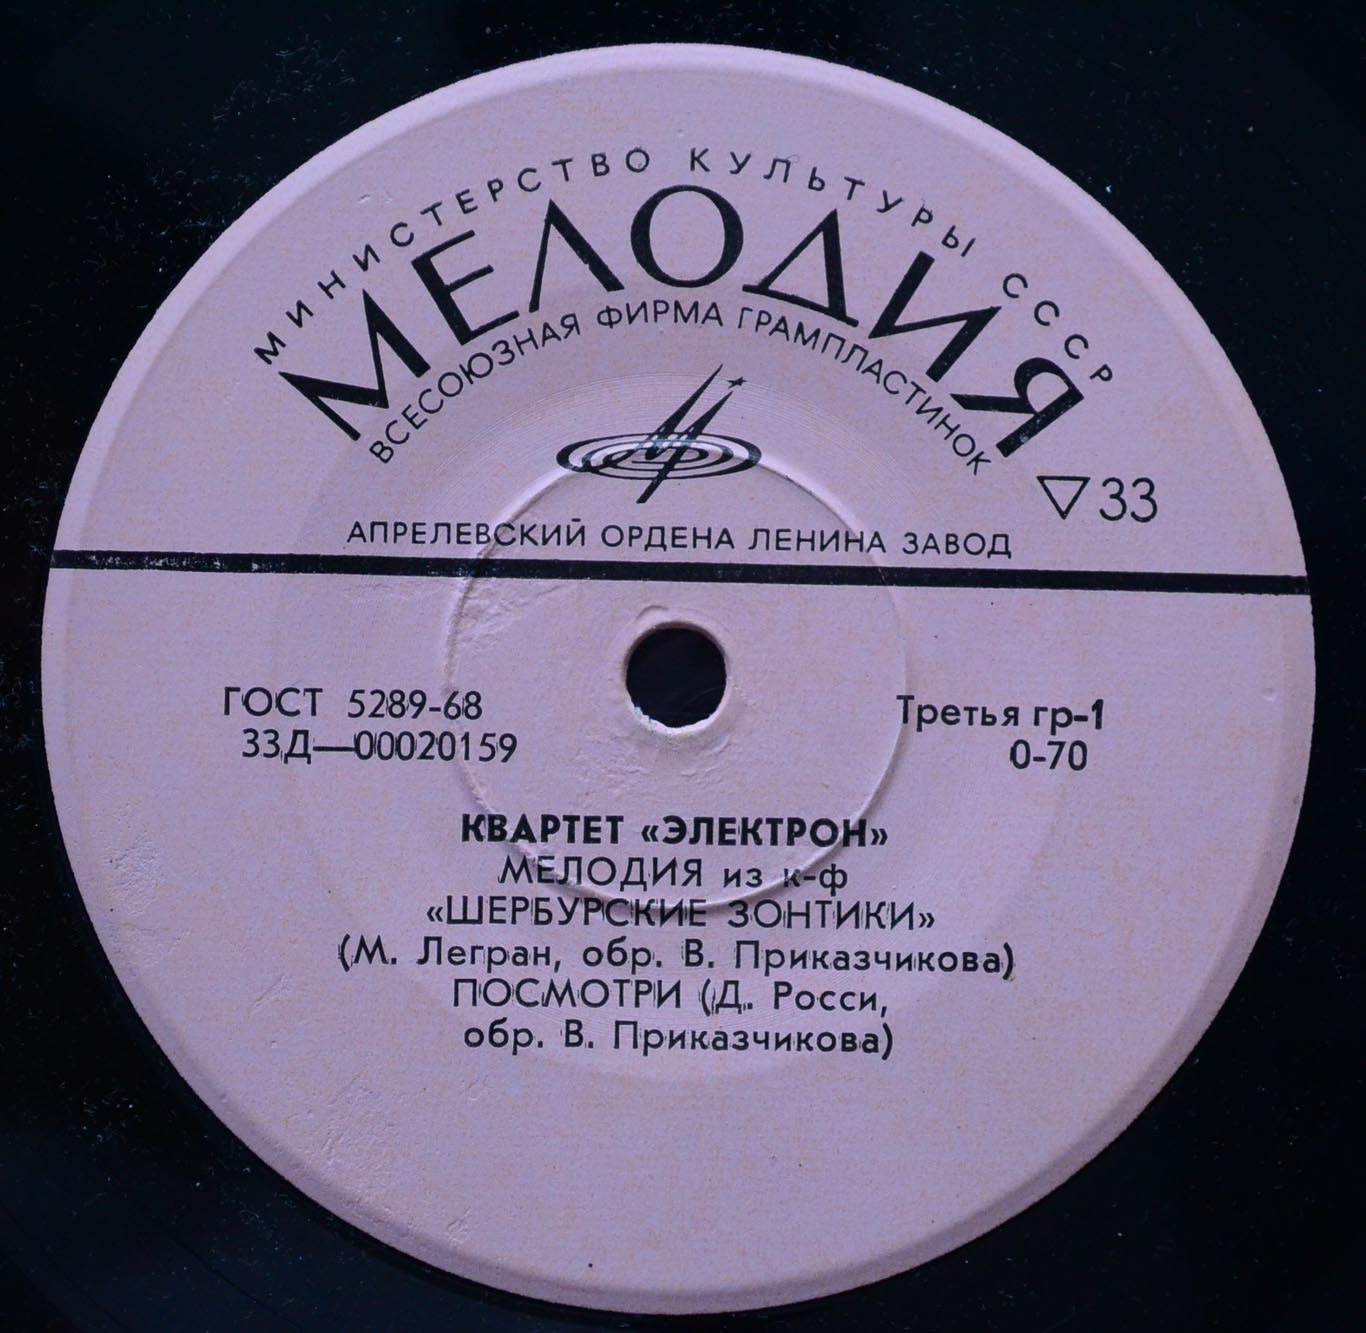 МИНИСТЕРСТВО КУЛЬТУРЫ СССР
МЕЛОДИЯ
ВСЕСОЮЗНАЯ ФИРМА ГРАМПЛАСТИНОК
▽33
АПРЕЛЕВСКИЙ ОРДЕНА ЛЕНИНА ЗАВОД
ГОСТ 5289-68
Третья гр-1
33Д—00020159
0-70
КВАРТЕТ «ЭЛЕКТРОН»
МЕЛОДИЯ из к-ф
«ШЕРБУРСКИЕ ЗОНТИКИ»
(М. Легран, обр. В. Приказчикова)
ПОСМОТРИ (Д. Росси,
обр. В. Приказчикова)